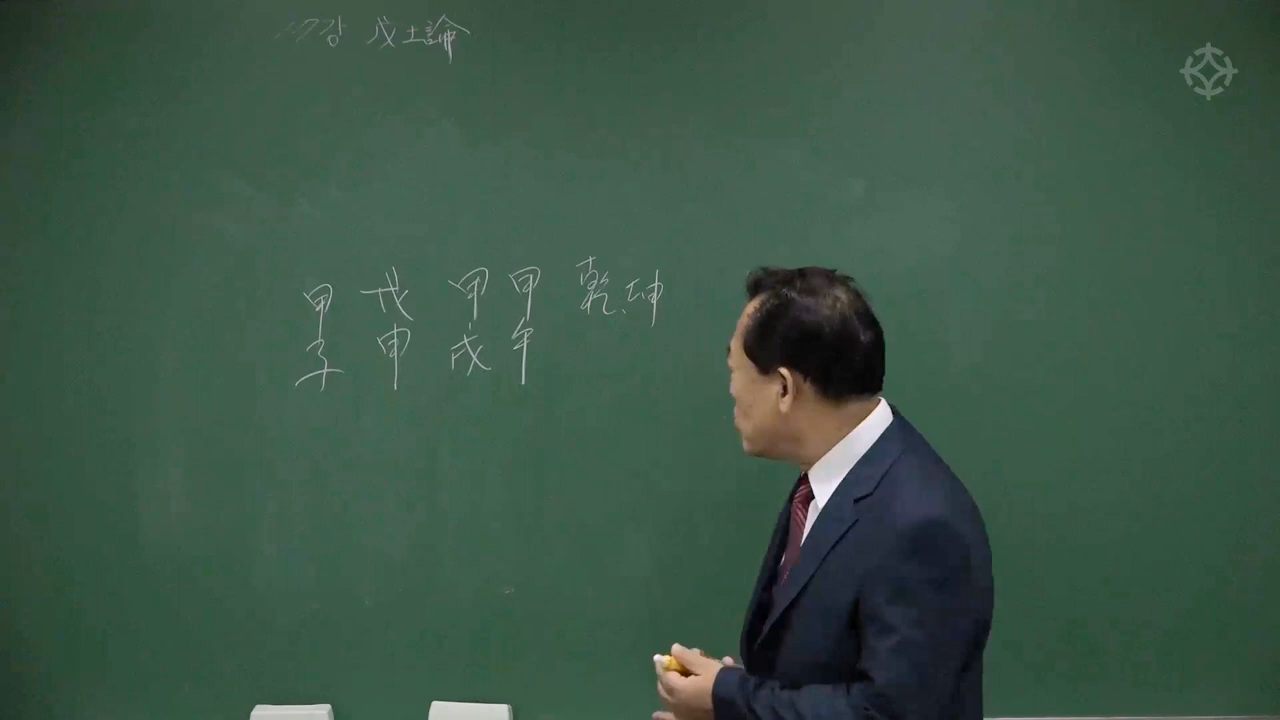 강 戊土論
甲 戊 甲 甲 乾.坤
子 申 戌 午